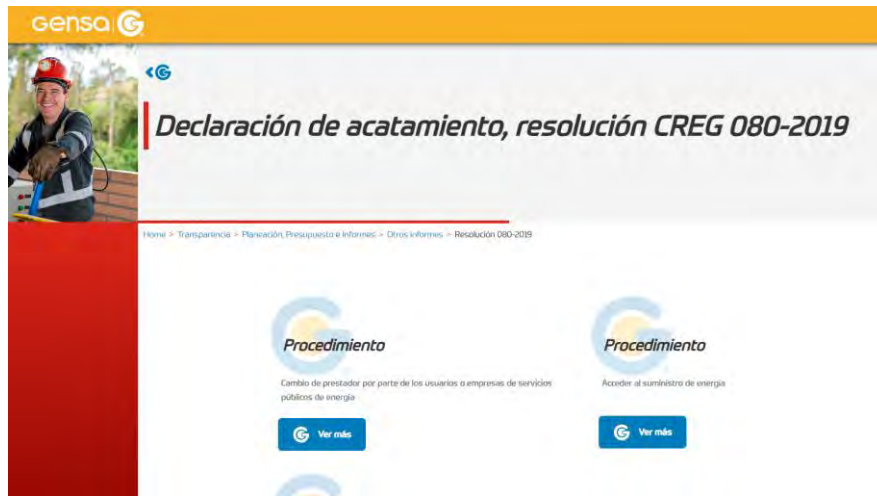 Gensa
Declaración de acatamiento, resolución CREG 080-2019
Home > Transparencia > Planeación, Presupuesto e Informes > Otros informes > Resolución 080-2019
Procedimiento
Cambio de prestador por parte de los usuarios o empresas de servicios
públicos de energía
Ver más
Procedimiento
Acceder al suministro de energía
Ver más